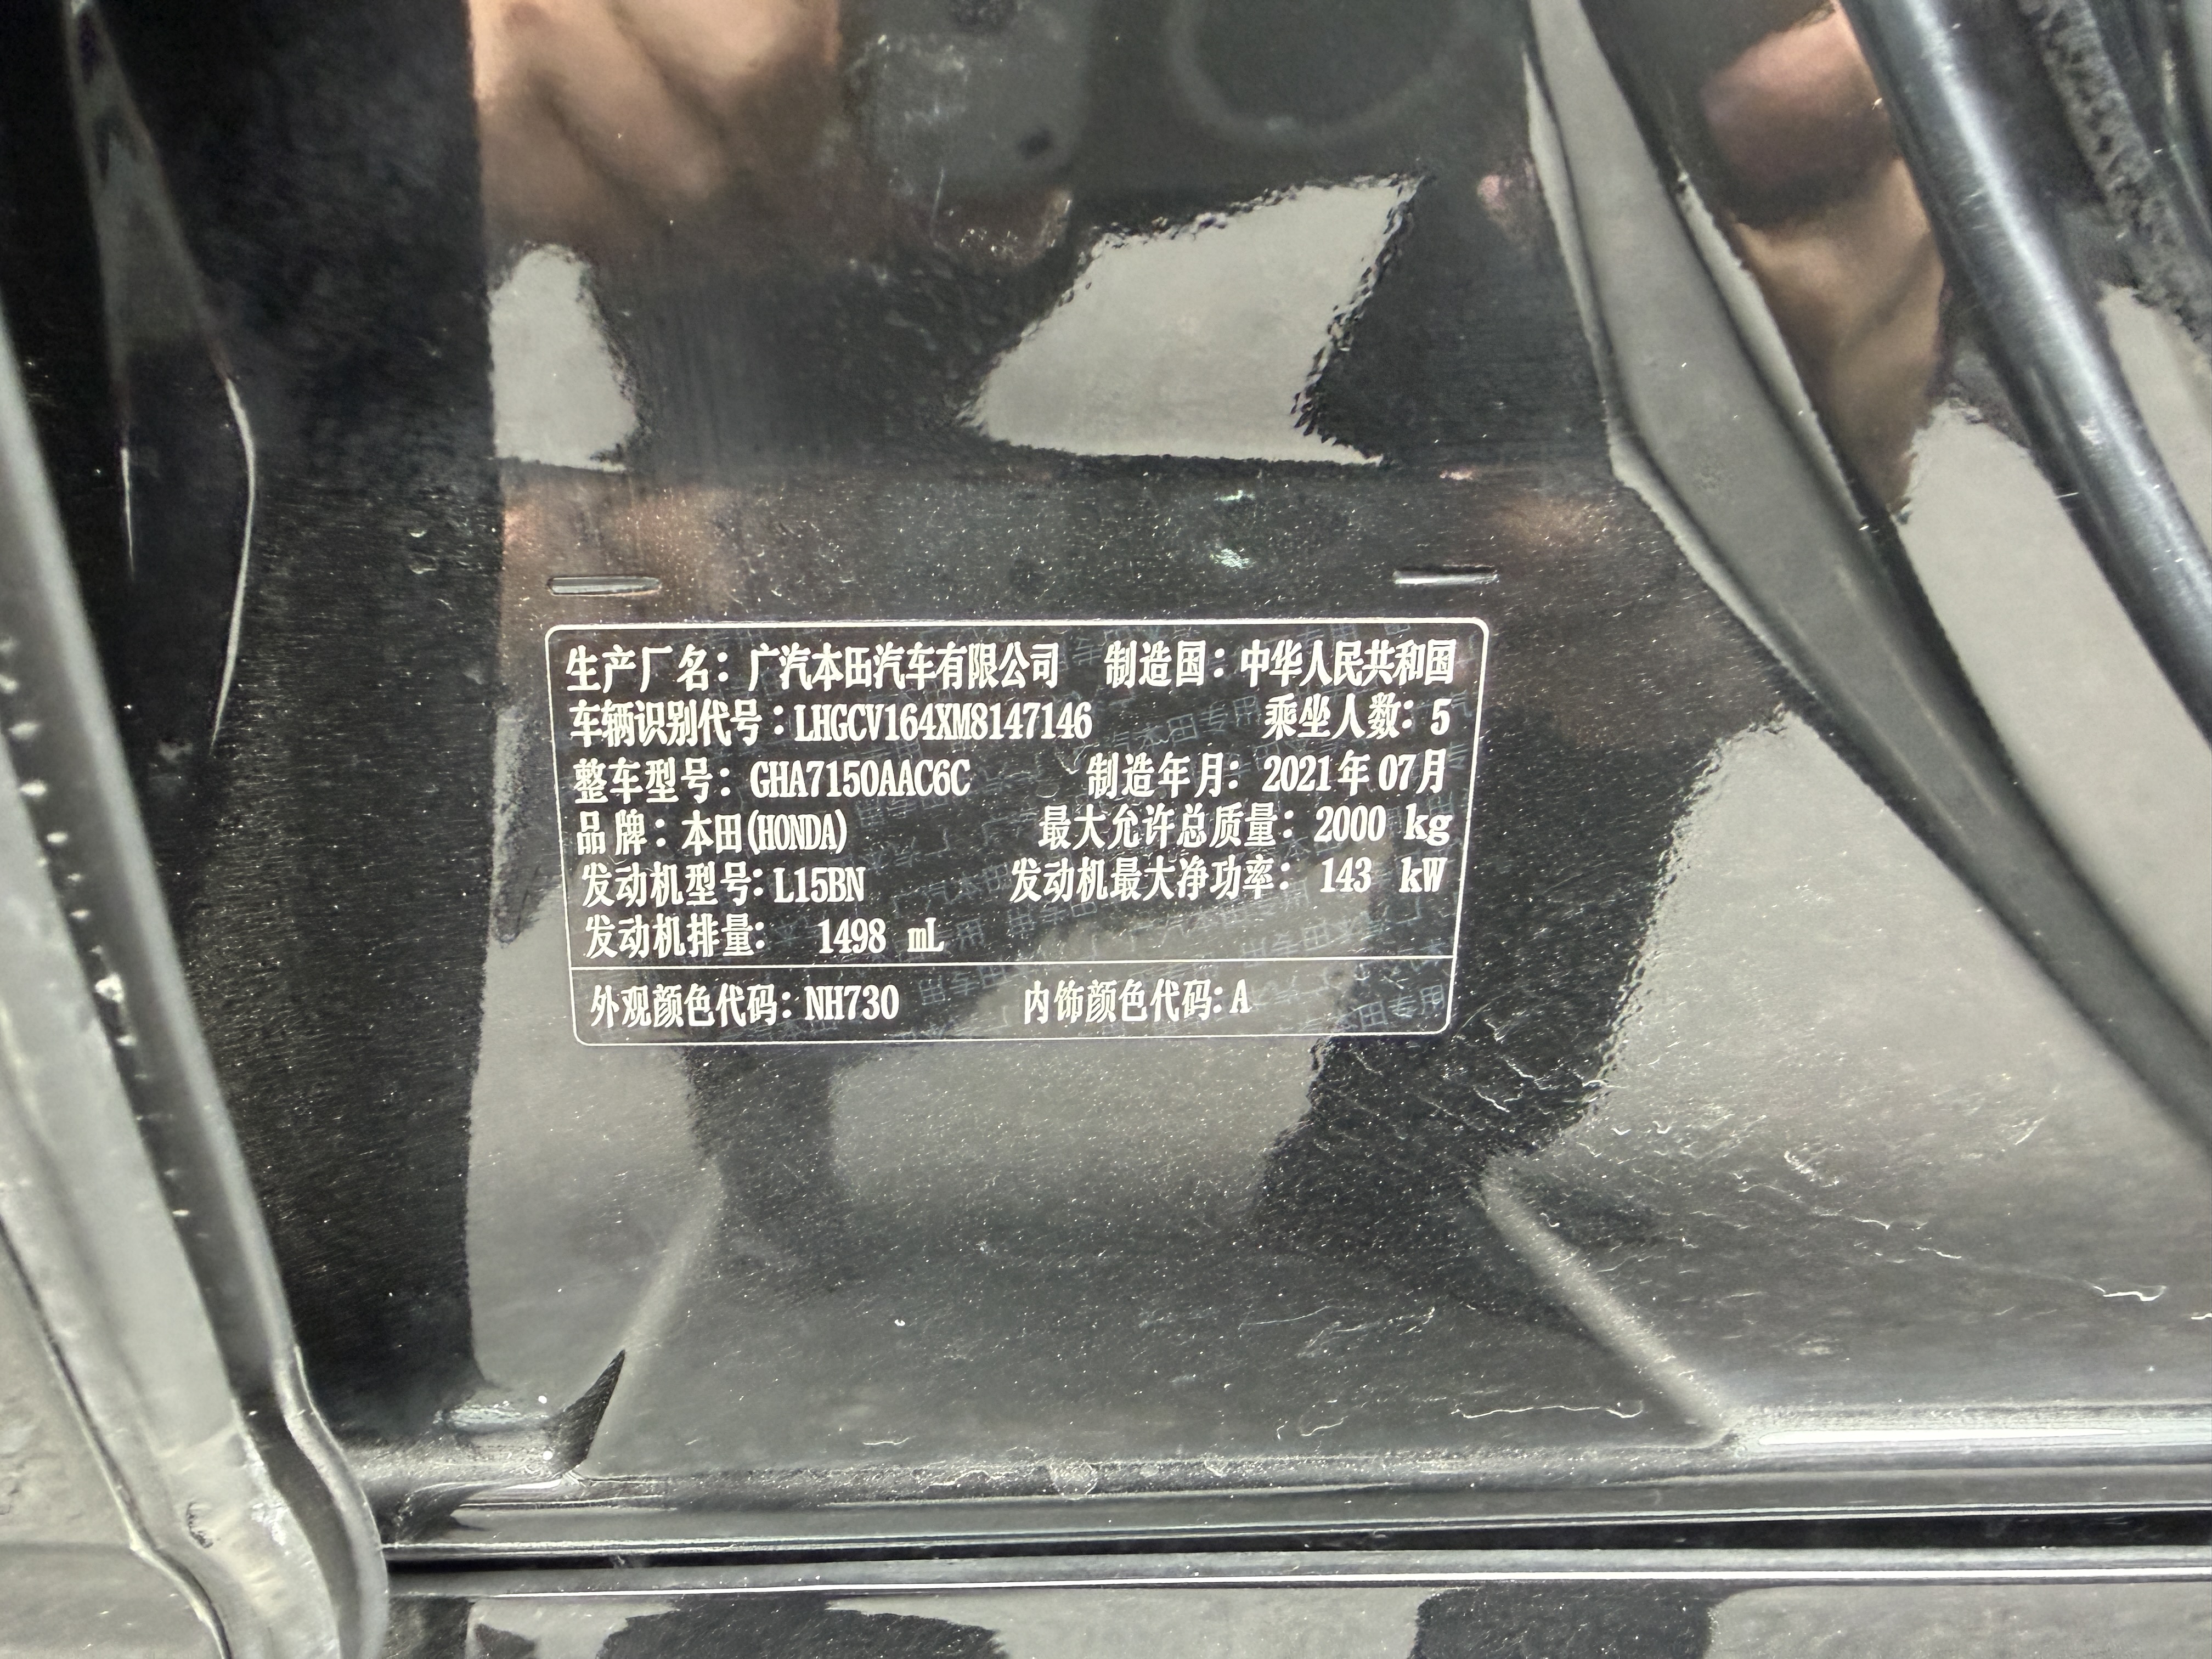 生产厂名：广汽本田汽车有限公司 制造国：中华人民共和国
车辆识别代号：LHGCV164XM8147146 乘坐人数：5
整车型号：GHA7150AAC6C 制造年月：2021年07月
品牌：本田(HONDA) 最大允许总质量：2000 kg
发动机型号：L15BN 发动机最大净功率：143 kW
发动机排量：1498 mL
外观颜色代码：NH730 内饰颜色代码：A